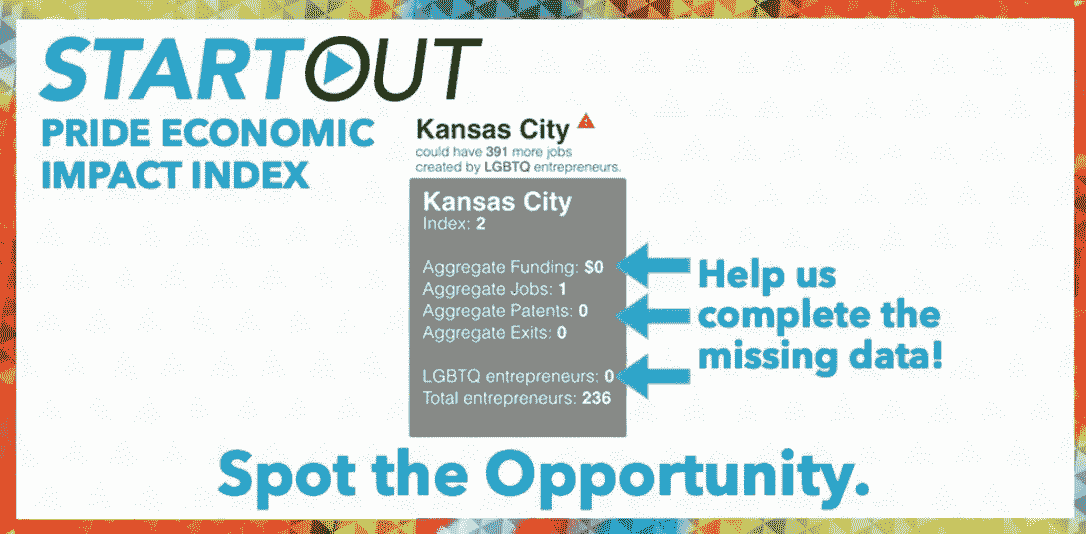 STARTOUT
PRIDE ECONOMIC
IMPACT INDEX
Kansas City
could have 391 more jobs
created by LGBTQ entrepreneurs.
Kansas City
Index: 2
Aggregate Funding: $0
Aggregate Jobs: 1
Aggregate Patents: 0
Aggregate Exits: 0
LGBTQ entrepreneurs: 0
Total entrepreneurs: 236
Help us
complete the
missing data!
Spot the Opportunity.